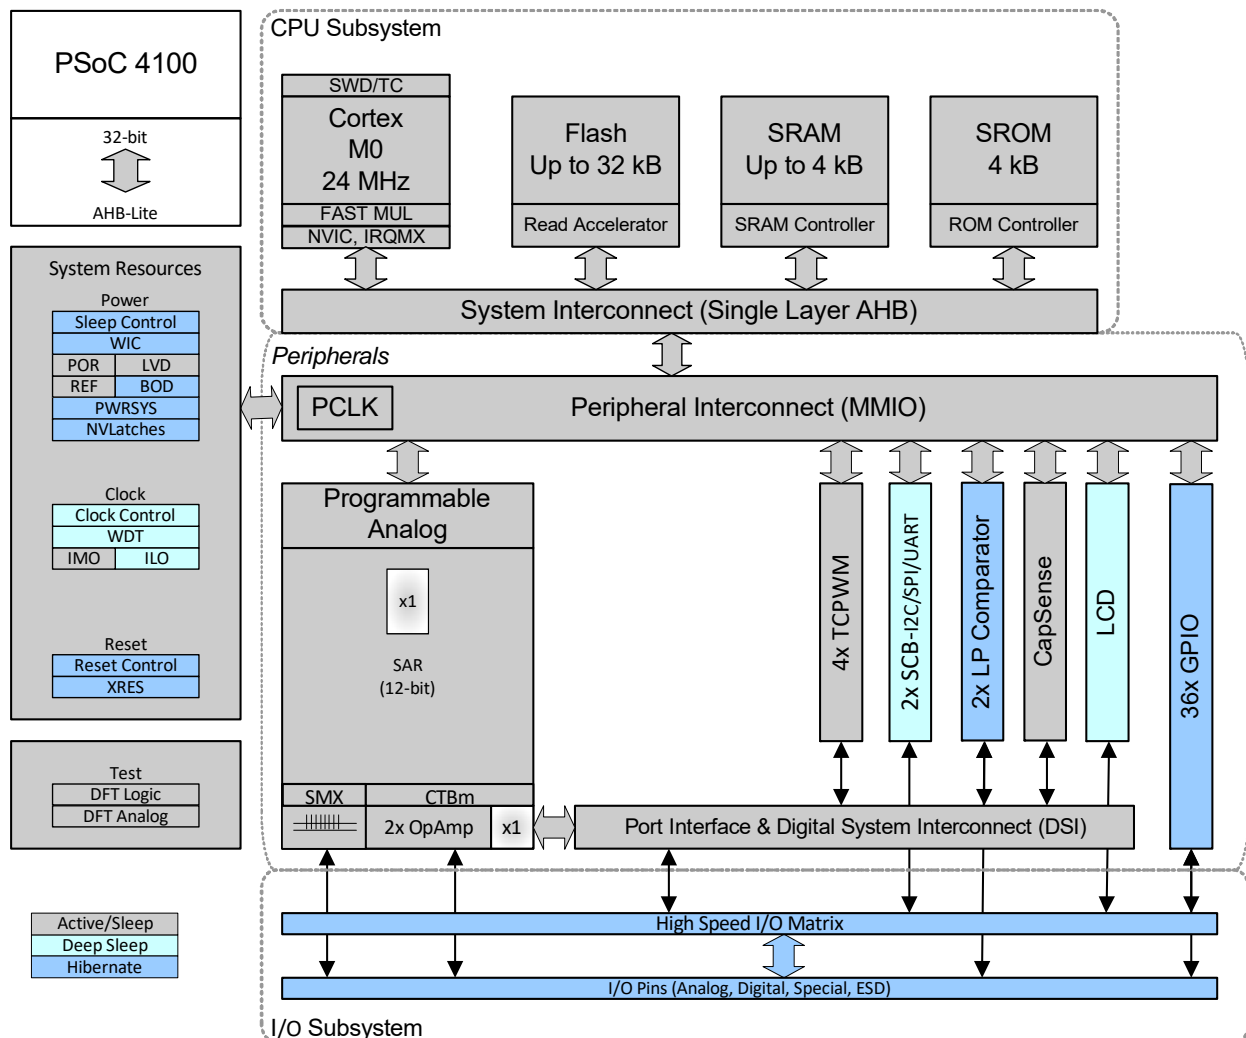 PSoC 4100
32-bit
AHB-Lite
CPU Subsystem
SWD/TC
Cortex
M0
24 MHz
FAST MUL
NVIC, IRQMX
Flash
Up to 32 kB
Read Accelerator
SRAM
Up to 4 kB
SRAM Controller
SROM
4 kB
ROM Controller
System Interconnect (Single Layer AHB)
System Resources
Power
Sleep Control
WIC
POR LVD
REF BOD
PWRSYS
NVLatches
Clock
Clock Control
WDT
IMO ILO
Reset
Reset Control
XRES
Test
DFT Logic
DFT Analog
Peripherals
PCLK
Peripheral Interconnect (MMIO)
Programmable
Analog
x1
SAR
(12-bit)
SMX
CTBm
2x OpAmp
x1
4x TCPWM
2x SCB-I2C/SPI/UART
2x LP Comparator
CapSense
LCD
36x GPIO
Port Interface & Digital System Interconnect (DSI)
High Speed I/O Matrix
I/O Pins (Analog, Digital, Special, ESD)
I/O Subsystem
Active/Sleep
Deep Sleep
Hibernate